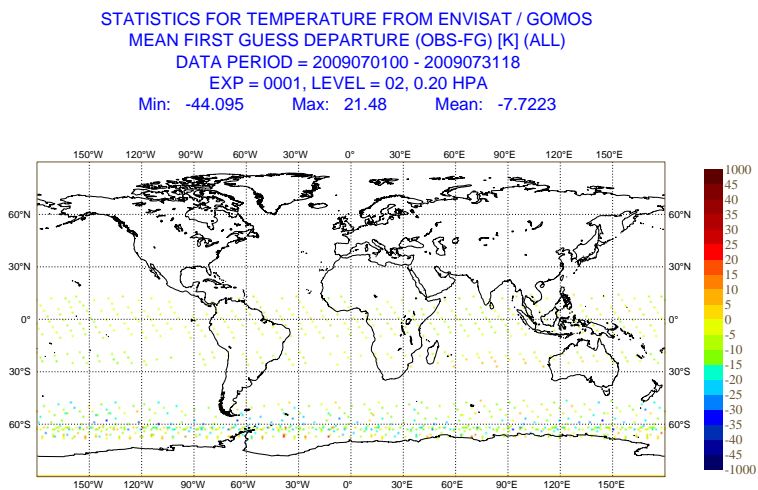 STATISTICS FOR TEMPERATURE FROM ENVISAT / GOMOS
MEAN FIRST GUESS DEPARTURE (OBS-FG) [K] (ALL)
DATA PERIOD = 2009070100 - 2009073118
EXP = 0001, LEVEL = 02, 0.20 HPA
Min: -44.095 Max: 21.48 Mean: -7.7223
150°W 120°W 90°W 60°W 30°W 0° 30°E 60°E 90°E 120°E 150°E
60°N 60°N
30°N 30°N
0° 0°
30°S 30°S
60°S 60°S
150°W 120°W 90°W 60°W 30°W 0° 30°E 60°E 90°E 120°E 150°E
1000
45
40
35
30
25
20
15
10
5
0
-5
-10
-15
-20
-25
-30
-35
-40
-45
-1000